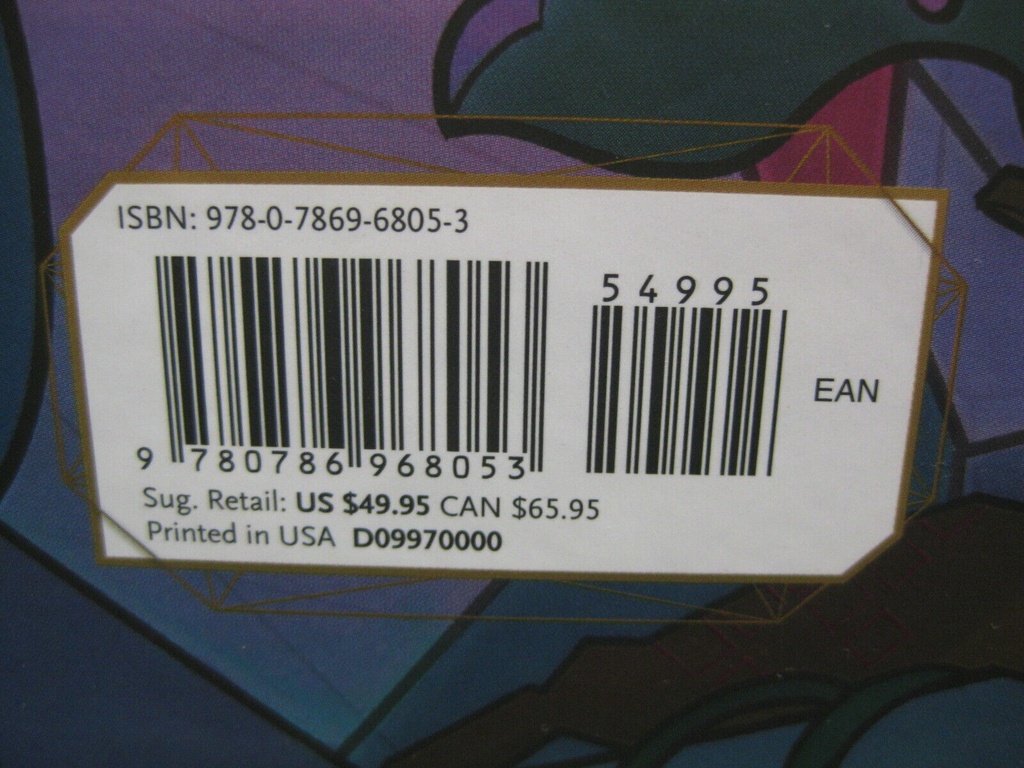 ISBN: 978-0-7869-6805-3
54995
EAN
9 780786 968053
Sug. Retail: US $49.95 CAN $65.95
Printed in USA D09970000